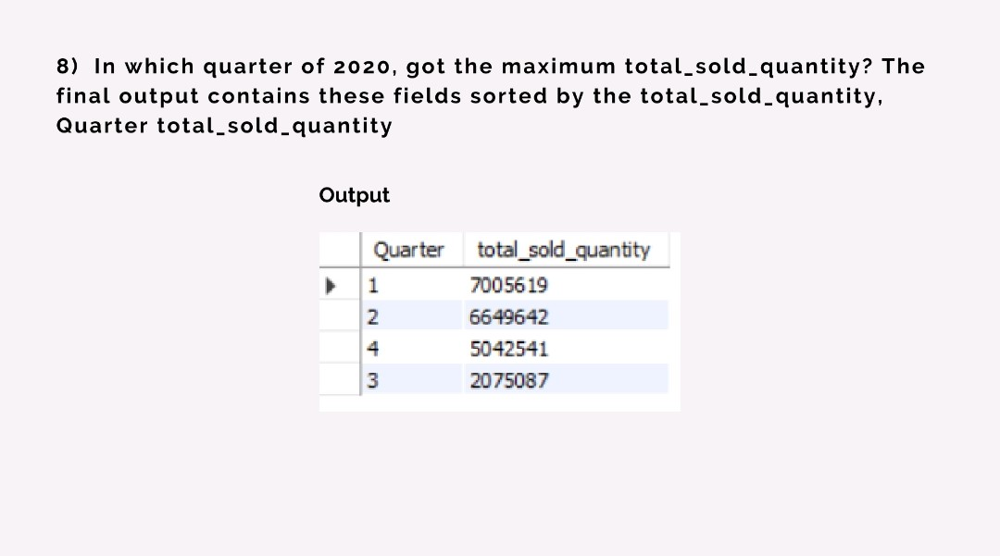 8) In which quarter of 2020, got the maximum total_sold_quantity? The
final output contains these fields sorted by the total_sold_quantity,
Quarter total_sold_quantity
Output
Quarter total_sold_quantity
1 7005619
2 6649642
4 5042541
3 2075087